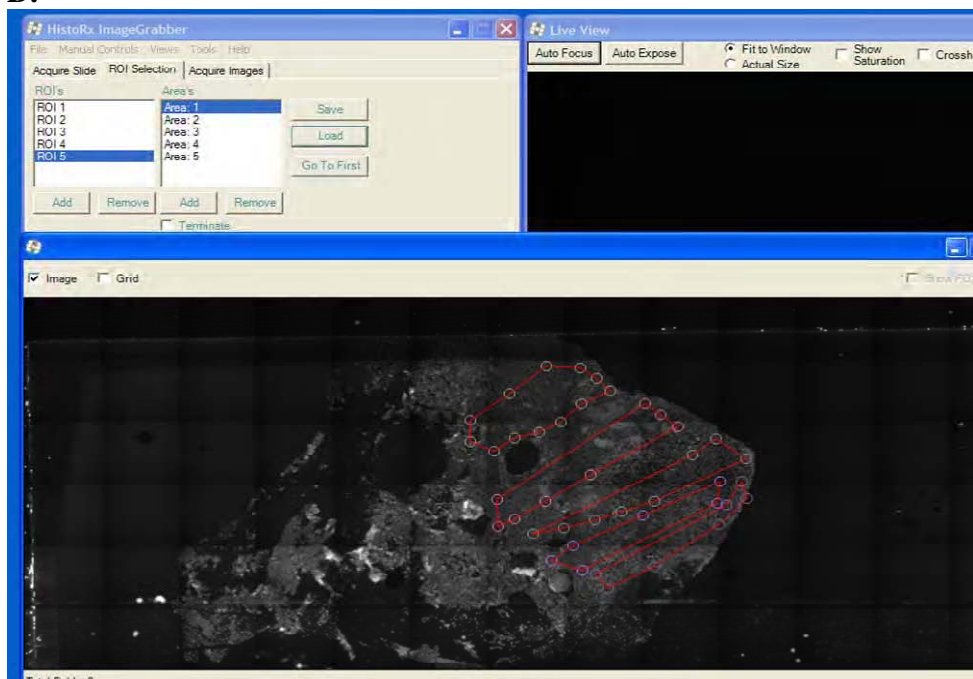 B.
HistoRx ImageGrabber
File Manual Controls Views Tools Help
Acquire Slide ROI Selection Acquire Images
ROI's Area's
ROI 1
ROI 2
ROI 3
ROI 4
ROI 5
Area: 1
Area: 2
Area: 3
Area: 4
Area: 5
Save
Load
Go To First
Add Remove Add Remove
Terminate
Live View
Auto Focus Auto Expose Fit to Window
Actual Size
Show
Saturation
Crossh
Image Grid
Show